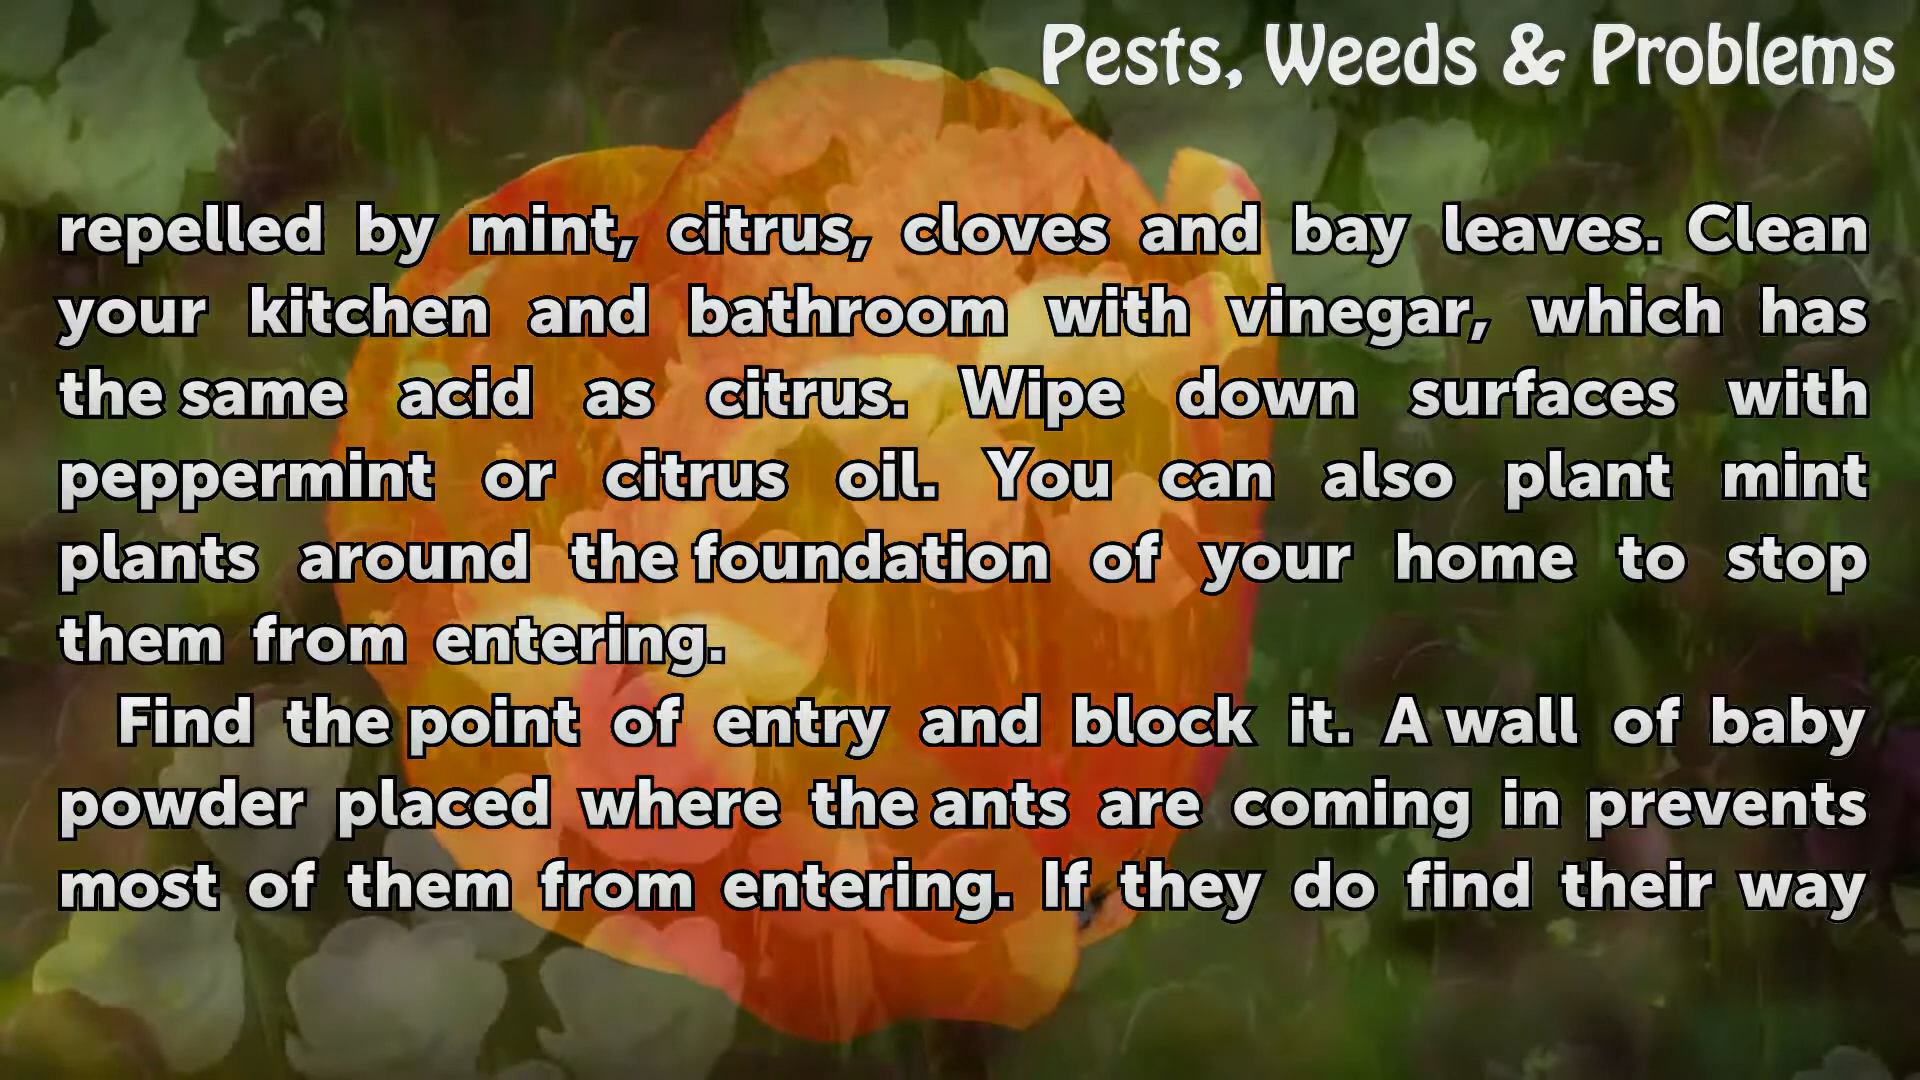 Pests, Weeds & Problems
repelled by mint, citrus, cloves and bay leaves. Clean
your kitchen and bathroom with vinegar, which has
the same acid as citrus. Wipe down surfaces with
peppermint or citrus oil. You can also plant mint
plants around the foundation of your home to stop
them from entering.
Find the point of entry and block it. A wall of baby
powder placed where the ants are coming in prevents
most of them from entering. If they do find their way